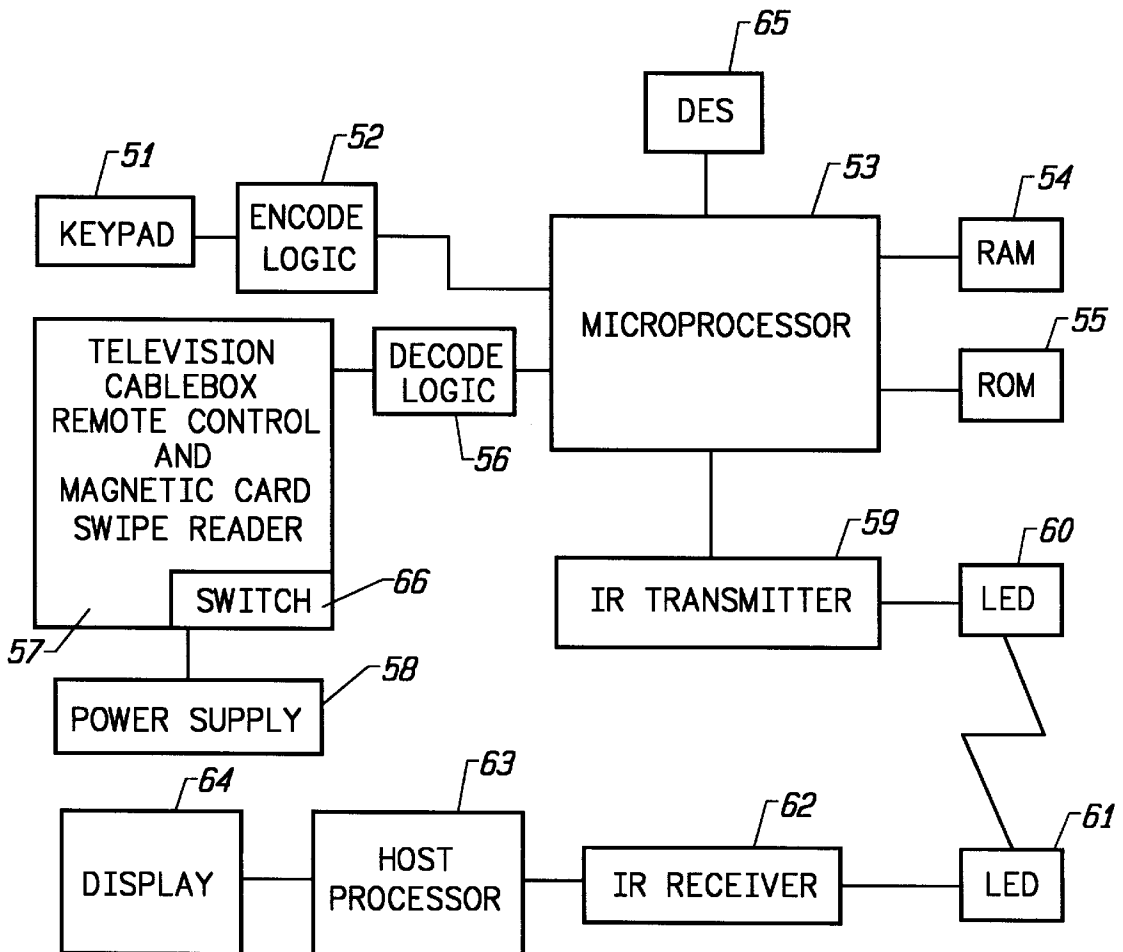 65
DES
51
52
53
54
KEYPAD
ENCODE
LOGIC
RAM
MICROPROCESSOR
55
ROM
TELEVISION
CABLEBOX
REMOTE CONTROL
AND
MAGNETIC CARD
SWIPE READER
DECODE
LOGIC
56
59
60
SWITCH
66
IR TRANSMITTER
LED
57
58
POWER SUPPLY
64
63
62
61
DISPLAY
HOST
PROCESSOR
IR RECEIVER
LED